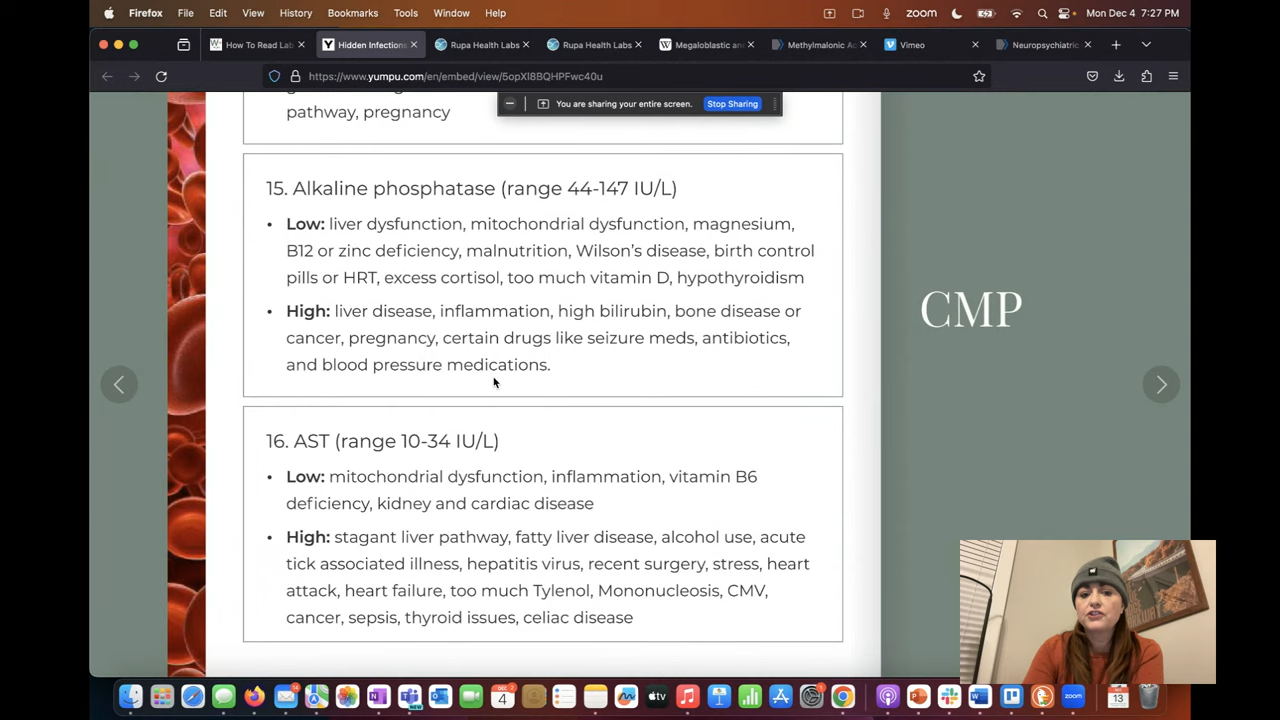 Firefox File Edit View History Bookmarks Tools Window Help zoom Mon Dec 4 7:27 PM
How To Read Lab Hidden Infections Rupa Health Labs Rupa Health Labs Megaloblastic an Methylmalonic Ac Vimeo Neuropsychiatric
https://www.yumpu.com/en/embed/view/5opXl8BQHPFwc40u
You are sharing your entire screen. Stop Sharing
pathway, pregnancy
15. Alkaline phosphatase (range 44-147 IU/L)
• Low: liver dysfunction, mitochondrial dysfunction, magnesium,
B12 or zinc deficiency, malnutrition, Wilson's disease, birth control
pills or HRT, excess cortisol, too much vitamin D, hypothyroidism
• High: liver disease, inflammation, high bilirubin, bone disease or
cancer, pregnancy, certain drugs like seizure meds, antibiotics,
and blood pressure medications.
CMP
16. AST (range 10-34 IU/L)
• Low: mitochondrial dysfunction, inflammation, vitamin B6
deficiency, kidney and cardiac disease
• High: stagant liver pathway, fatty liver disease, alcohol use, acute
tick associated illness, hepatitis virus, recent surgery, stress, heart
attack, heart failure, too much Tylenol, Mononucleosis, CMV,
cancer, sepsis, thyroid issues, celiac disease